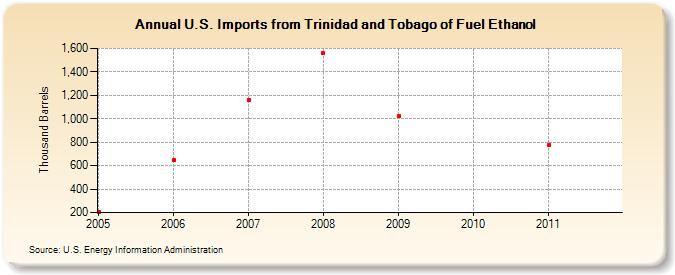 Annual U.S. Imports from Trinidad and Tobago of Fuel Ethanol
Thousand Barrels
1,600
1,400
1,200
1,000
800
600
400
200
2005 2006 2007 2008 2009 2010 2011
Source: U.S. Energy Information Administration